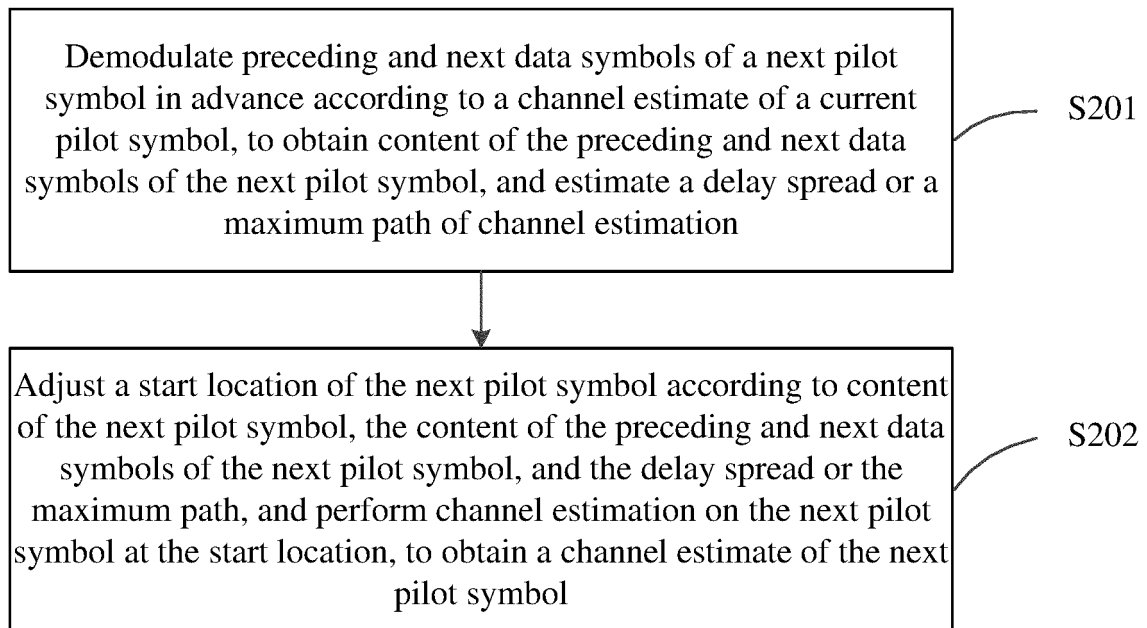 Demodulate preceding and next data symbols of a next pilot
symbol in advance according to a channel estimate of a current
pilot symbol, to obtain content of the preceding and next data
symbols of the next pilot symbol, and estimate a delay spread or a
maximum path of channel estimation
S201
Adjust a start location of the next pilot symbol according to content
of the next pilot symbol, the content of the preceding and next data
symbols of the next pilot symbol, and the delay spread or the
maximum path, and perform channel estimation on the next pilot
symbol at the start location, to obtain a channel estimate of the next
pilot symbol
S202